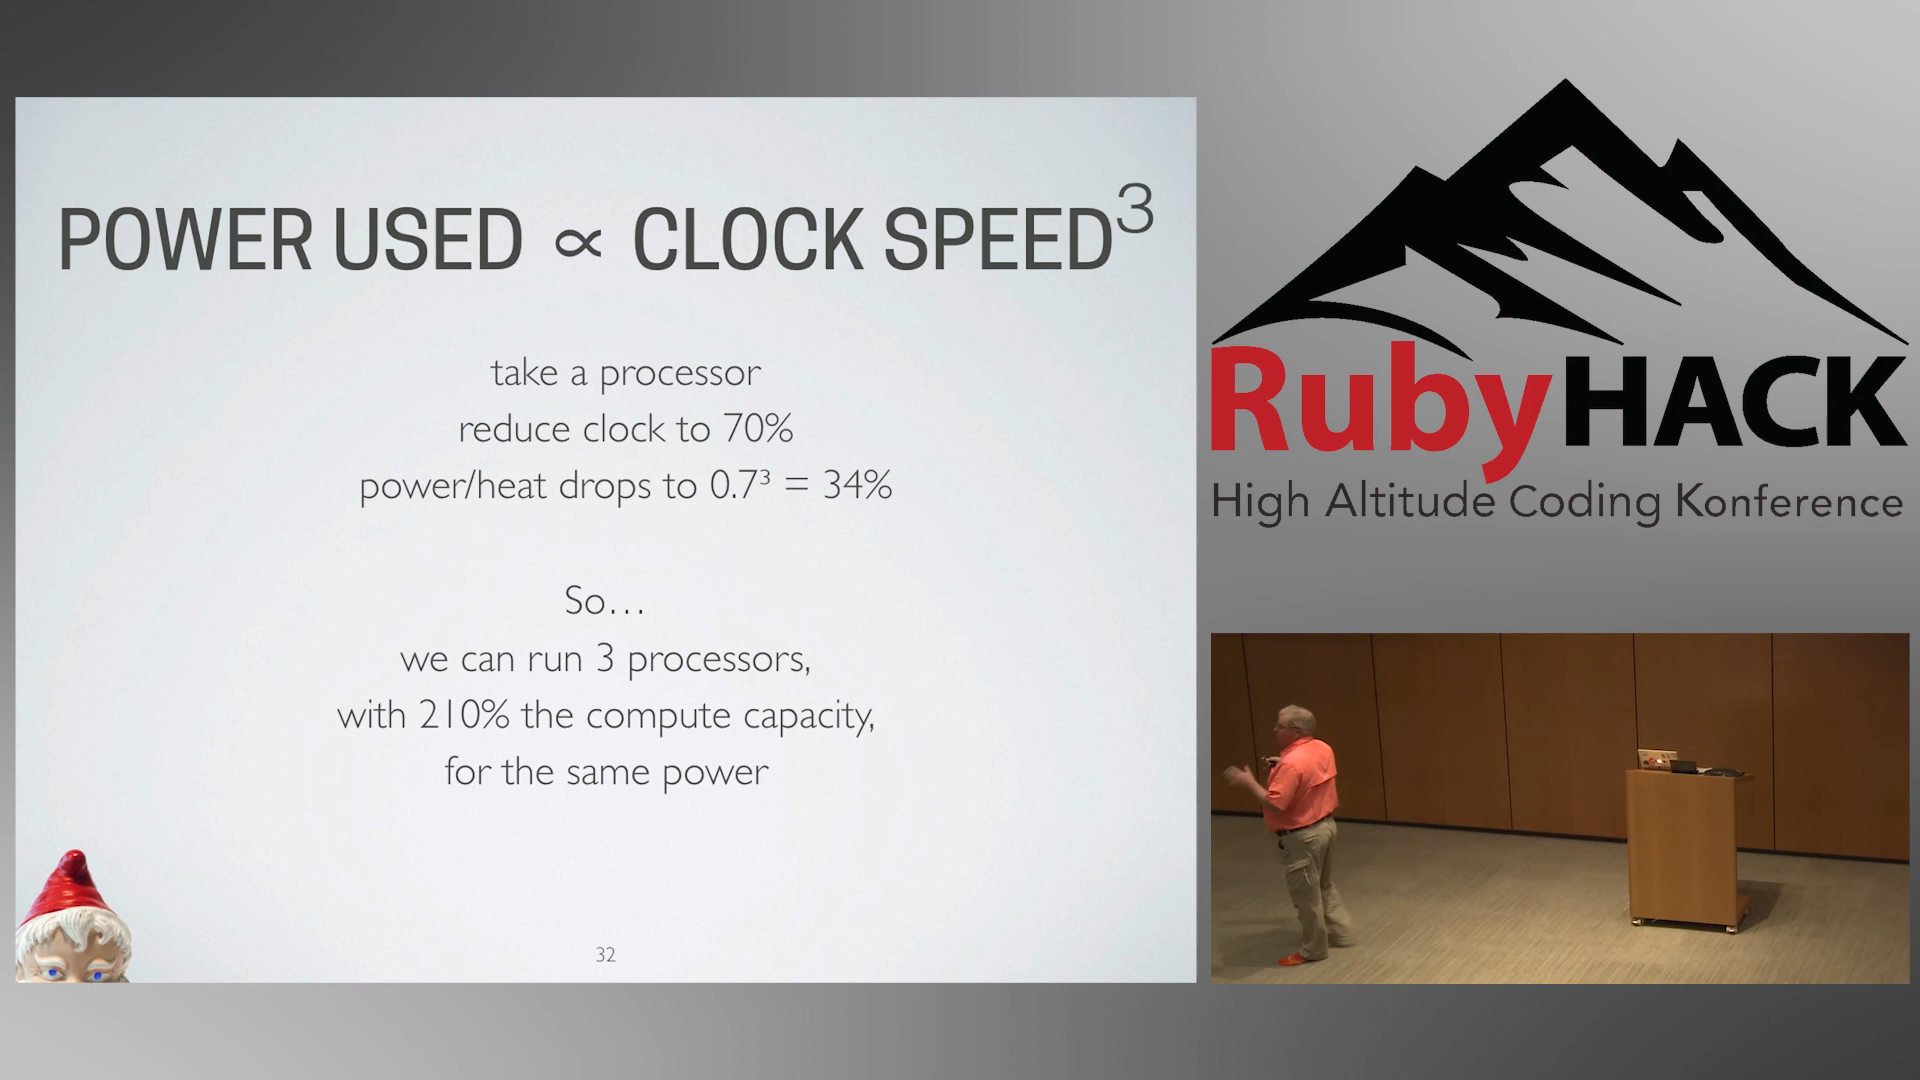 POWER USED ∝ CLOCK SPEED³
take a processor
reduce clock to 70%
power/heat drops to 0.7³ = 34%
So…
we can run 3 processors,
with 210% the compute capacity,
for the same power
32
RubyHACK
High Altitude Coding Konference